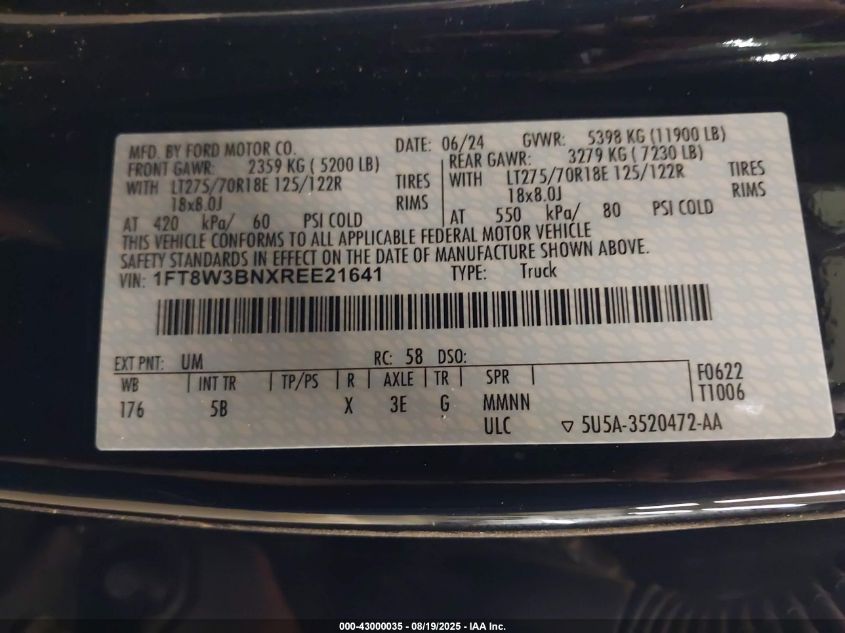 MFD. BY FORD MOTOR CO. DATE: 06/24 GVWR: 5398 KG (11900 LB)
FRONT GAWR: 2359 KG ( 5200 LB) REAR GAWR: 3279 KG ( 7230 LB)
WITH LT275/70R18E 125/122R TIRES WITH LT275/70R18E 125/122R TIRES
18x8.0J RIMS 18x8.0J RIMS
AT 420 kPa/ 60 PSI COLD AT 550 kPa/ 80 PSI COLD
THIS VEHICLE CONFORMS TO ALL APPLICABLE FEDERAL MOTOR VEHICLE
SAFETY STANDARDS IN EFFECT ON THE DATE OF MANUFACTURE SHOWN ABOVE.
VIN: 1FT8W3BNXREE21641 TYPE: Truck
EXT PNT: UM RC: 58 DSO:
WB INT TR TP/PS R AXLE TR SPR F0622
176 5B X 3E G MMNN T1006
ULC ▽ 5U5A-3520472-AA
000-43000035 - 08/19/2025 - IAA Inc.